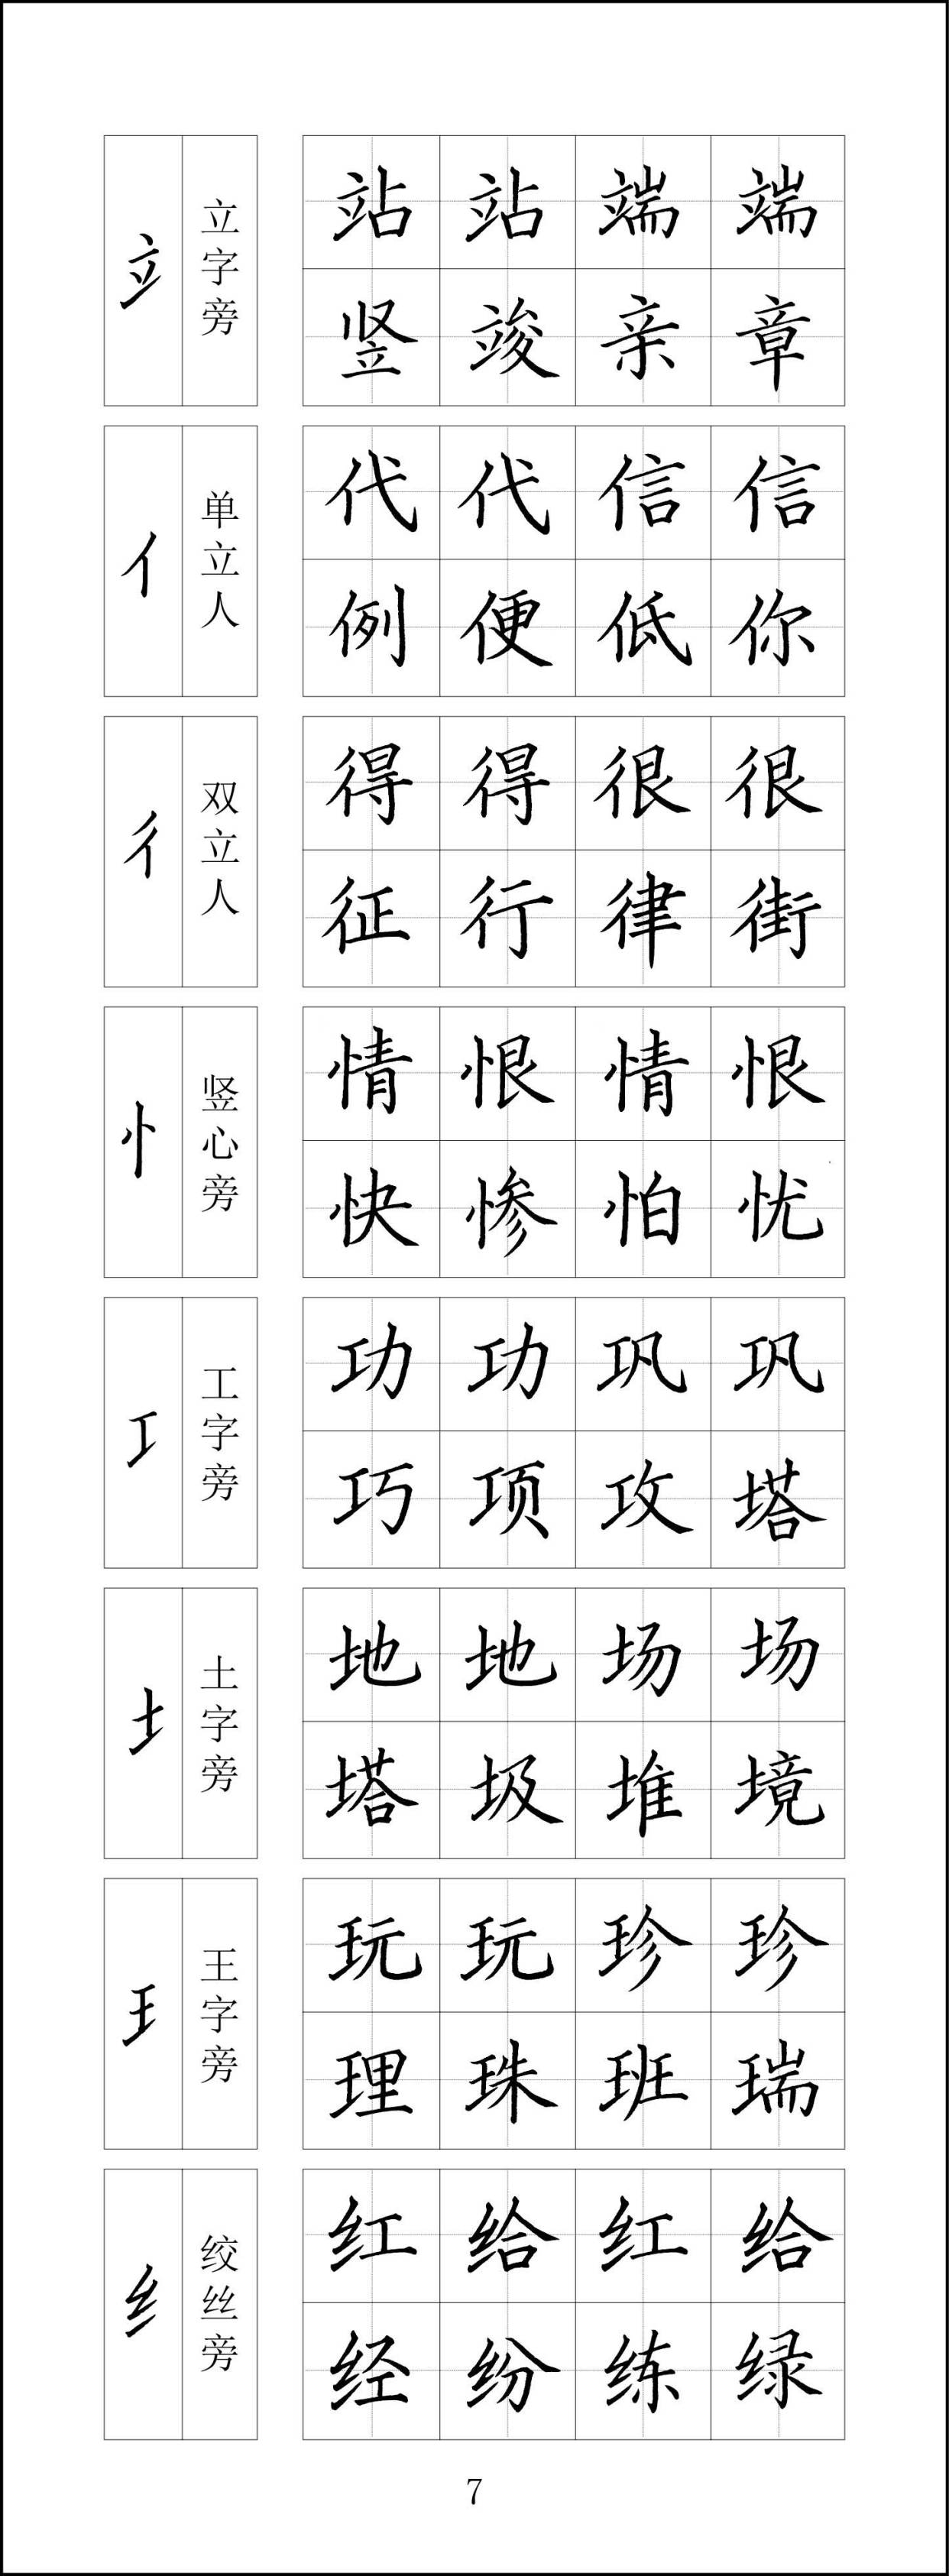 立字旁
站站端端
竖竣亲章
亻
单立人
代代信信
例便低你
彳
双立人
得得很很
征行律街
忄
竖心旁
情恨情恨
快惨怕忧
工
工字旁
功功巩巩
巧项攻塔
土
土字旁
地地场场
塔圾堆境
王
王字旁
玩玩珍珍
理珠班瑞
纟
绞丝旁
红给红给
经纷练绿
7